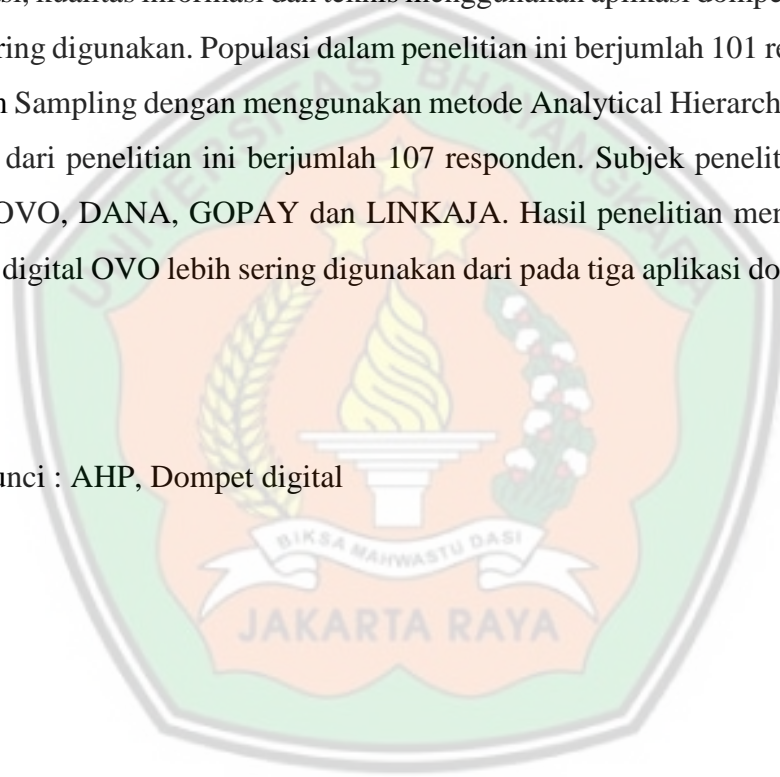 si, kualitas informasi dan teknis menggunakan aplikasi dompe
ring digunakan. Populasi dalam penelitian ini berjumlah 101 re
n Sampling dengan menggunakan metode Analytical Hierarch
dari penelitian ini berjumlah 107 responden. Subjek penelit
OVO, DANA, GOPAY dan LINKAJA. Hasil penelitian men
digital OVO lebih sering digunakan dari pada tiga aplikasi do
unci : AHP, Dompet digital
UNIVERSITAS BHAYANGKARA
BIKSA MAHWASTU DASI
JAKARTA RAYA